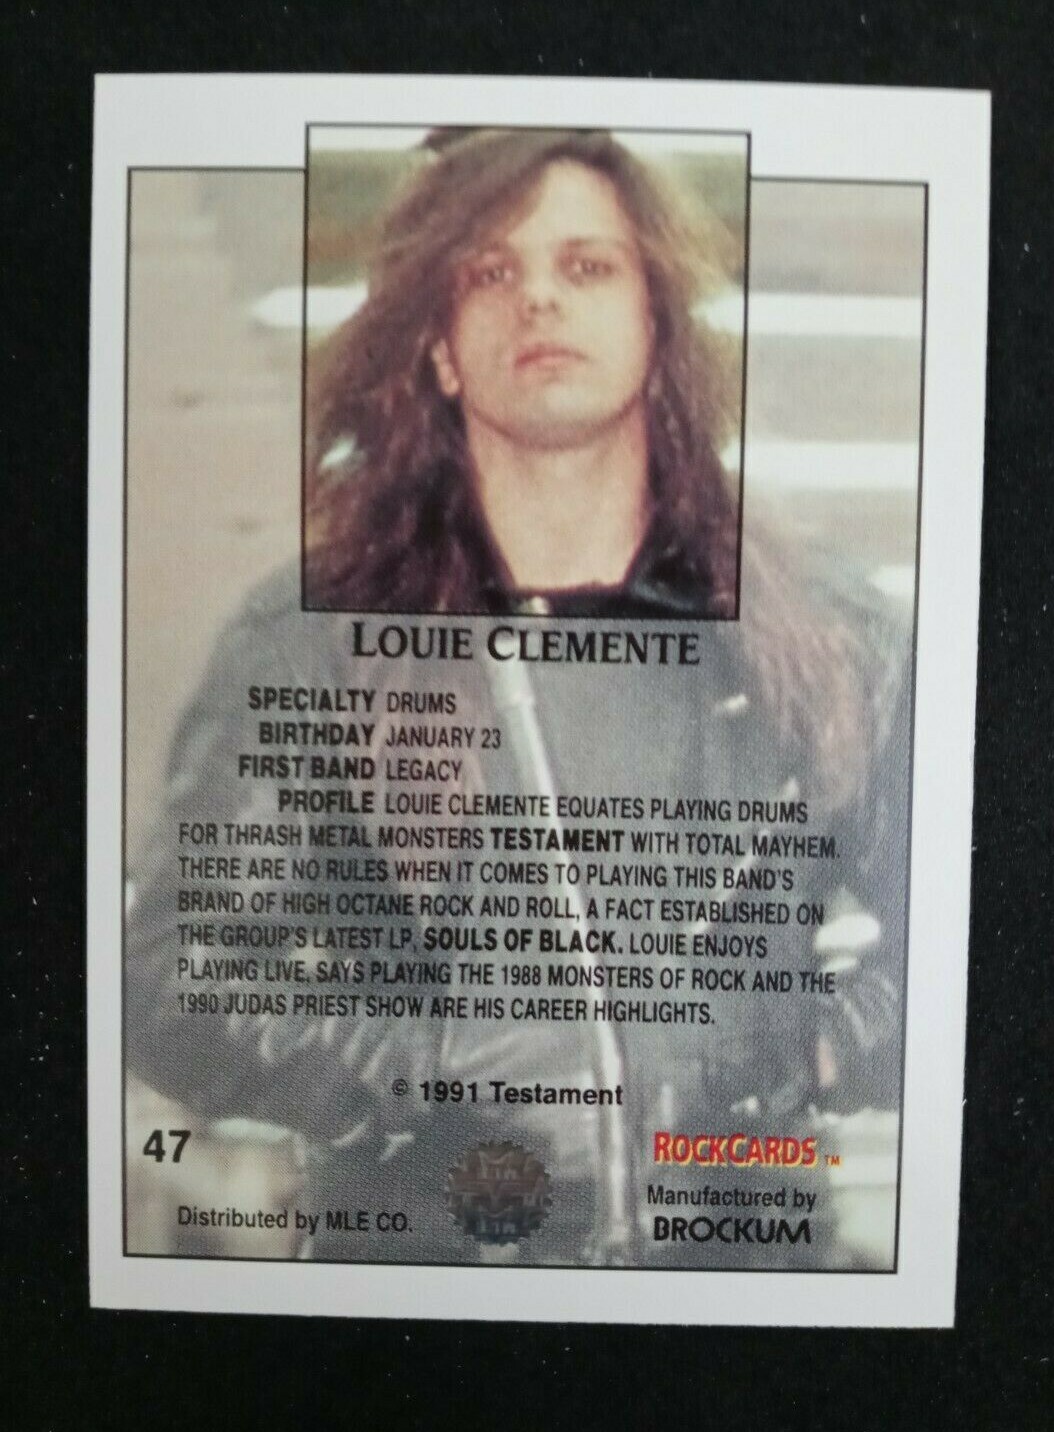 LOUIE CLEMENTE
SPECIALTY DRUMS
BIRTHDAY JANUARY 23
FIRST BAND LEGACY
PROFILE LOUIE CLEMENTE EQUATES PLAYING DRUMS
FOR THRASH METAL MONSTERS TESTAMENT WITH TOTAL MAYHEM.
THERE ARE NO RULES WHEN IT COMES TO PLAYING THIS BAND'S
BRAND OF HIGH OCTANE ROCK AND ROLL, A FACT ESTABLISHED ON
THE GROUP'S LATEST LP, SOULS OF BLACK. LOUIE ENJOYS
PLAYING LIVE, SAYS PLAYING THE 1988 MONSTERS OF ROCK AND THE
1990 JUDAS PRIEST SHOW ARE HIS CAREER HIGHLIGHTS.
© 1991 Testament
47
ROCKCARDS TM
Distributed by MLE CO.
Manufactured by
BROCKUM